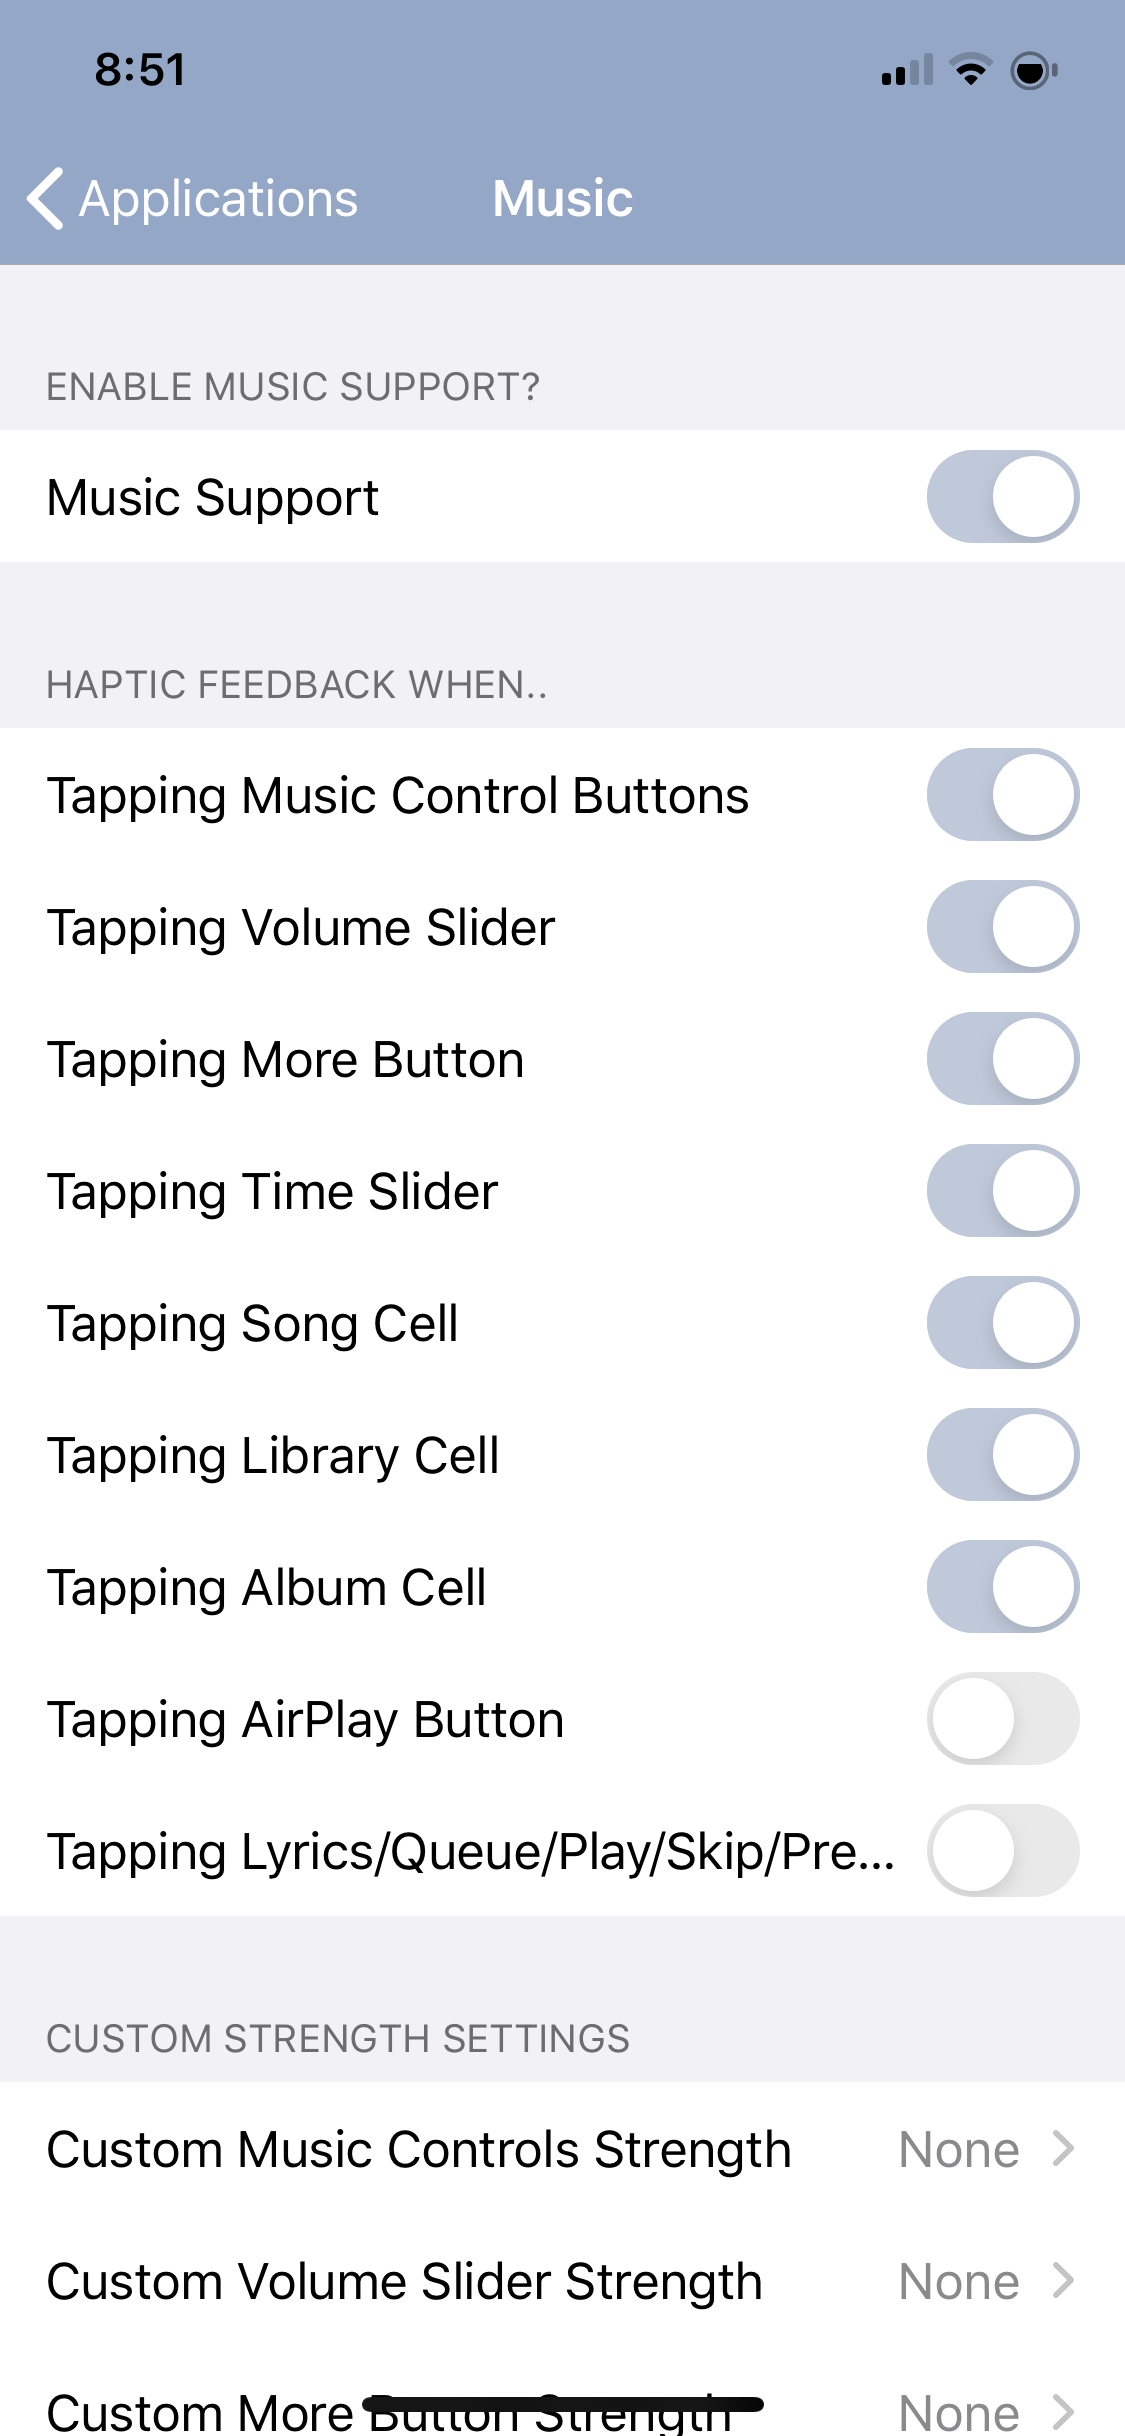 8:51
Applications
Music
ENABLE MUSIC SUPPORT?
Music Support
HAPTIC FEEDBACK WHEN..
Tapping Music Control Buttons
Tapping Volume Slider
Tapping More Button
Tapping Time Slider
Tapping Song Cell
Tapping Library Cell
Tapping Album Cell
Tapping AirPlay Button
Tapping Lyrics/Queue/Play/Skip/Pre...
CUSTOM STRENGTH SETTINGS
Custom Music Controls Strength None
Custom Volume Slider Strength None
Custom More Button Strength None